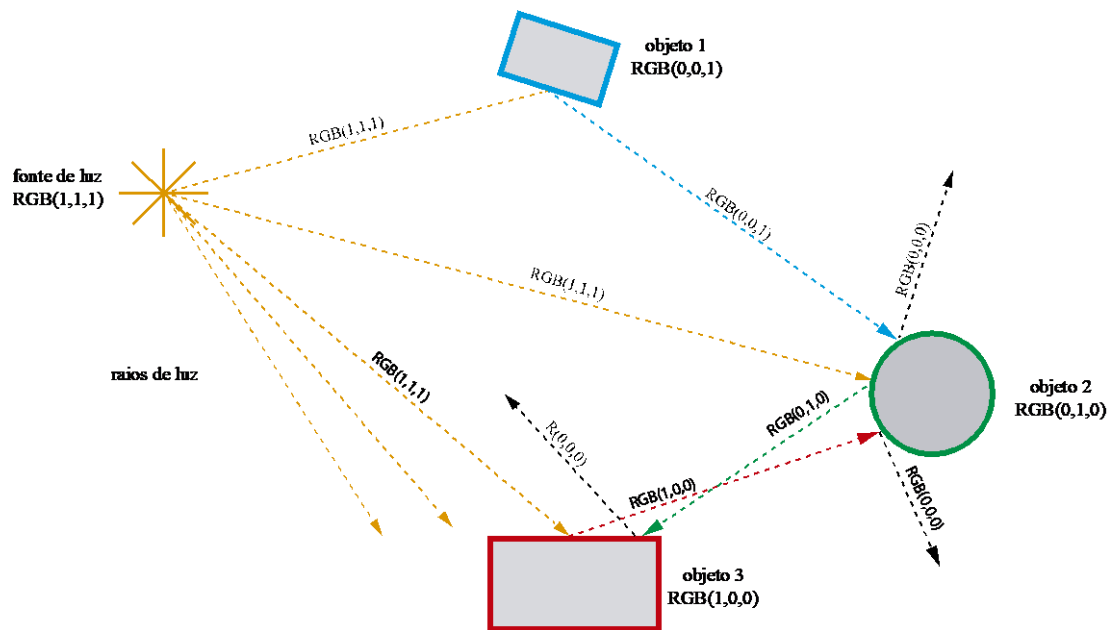 objeto 1
RGB(0,0,1)
RGB(1,1,1)
fonte de luz
RGB(1,1,1)
RGB(0,0,1)
RGB(0,0,0)
RGB(1,1,1)
RGB(1,1,1)
raios de luz
objeto 2
RGB(0,1,0)
RGB(0,1,0)
R(0,0,0)
RGB(1,0,0)
RGB(0,0,0)
objeto 3
RGB(1,0,0)